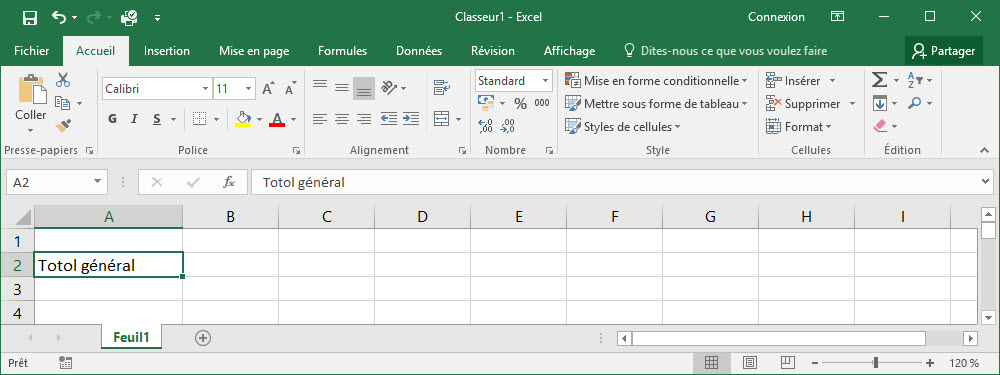 Classeur1 - Excel
Connexion
Fichier Accueil Insertion Mise en page Formules Données Révision Affichage Dites-nous ce que vous voulez faire Partager
Coller
Calibri 11
G I S A
Standard
% 000
Mise en forme conditionnelle
Mettre sous forme de tableau
Styles de cellules
Insérer
Supprimer
Format
Presse-papiers Police Alignement Nombre Style Cellules Édition
A2 fx Totol général
A B C D E F G H I
1
2 Totol général
3
4
Feuil1
Prêt 120 %